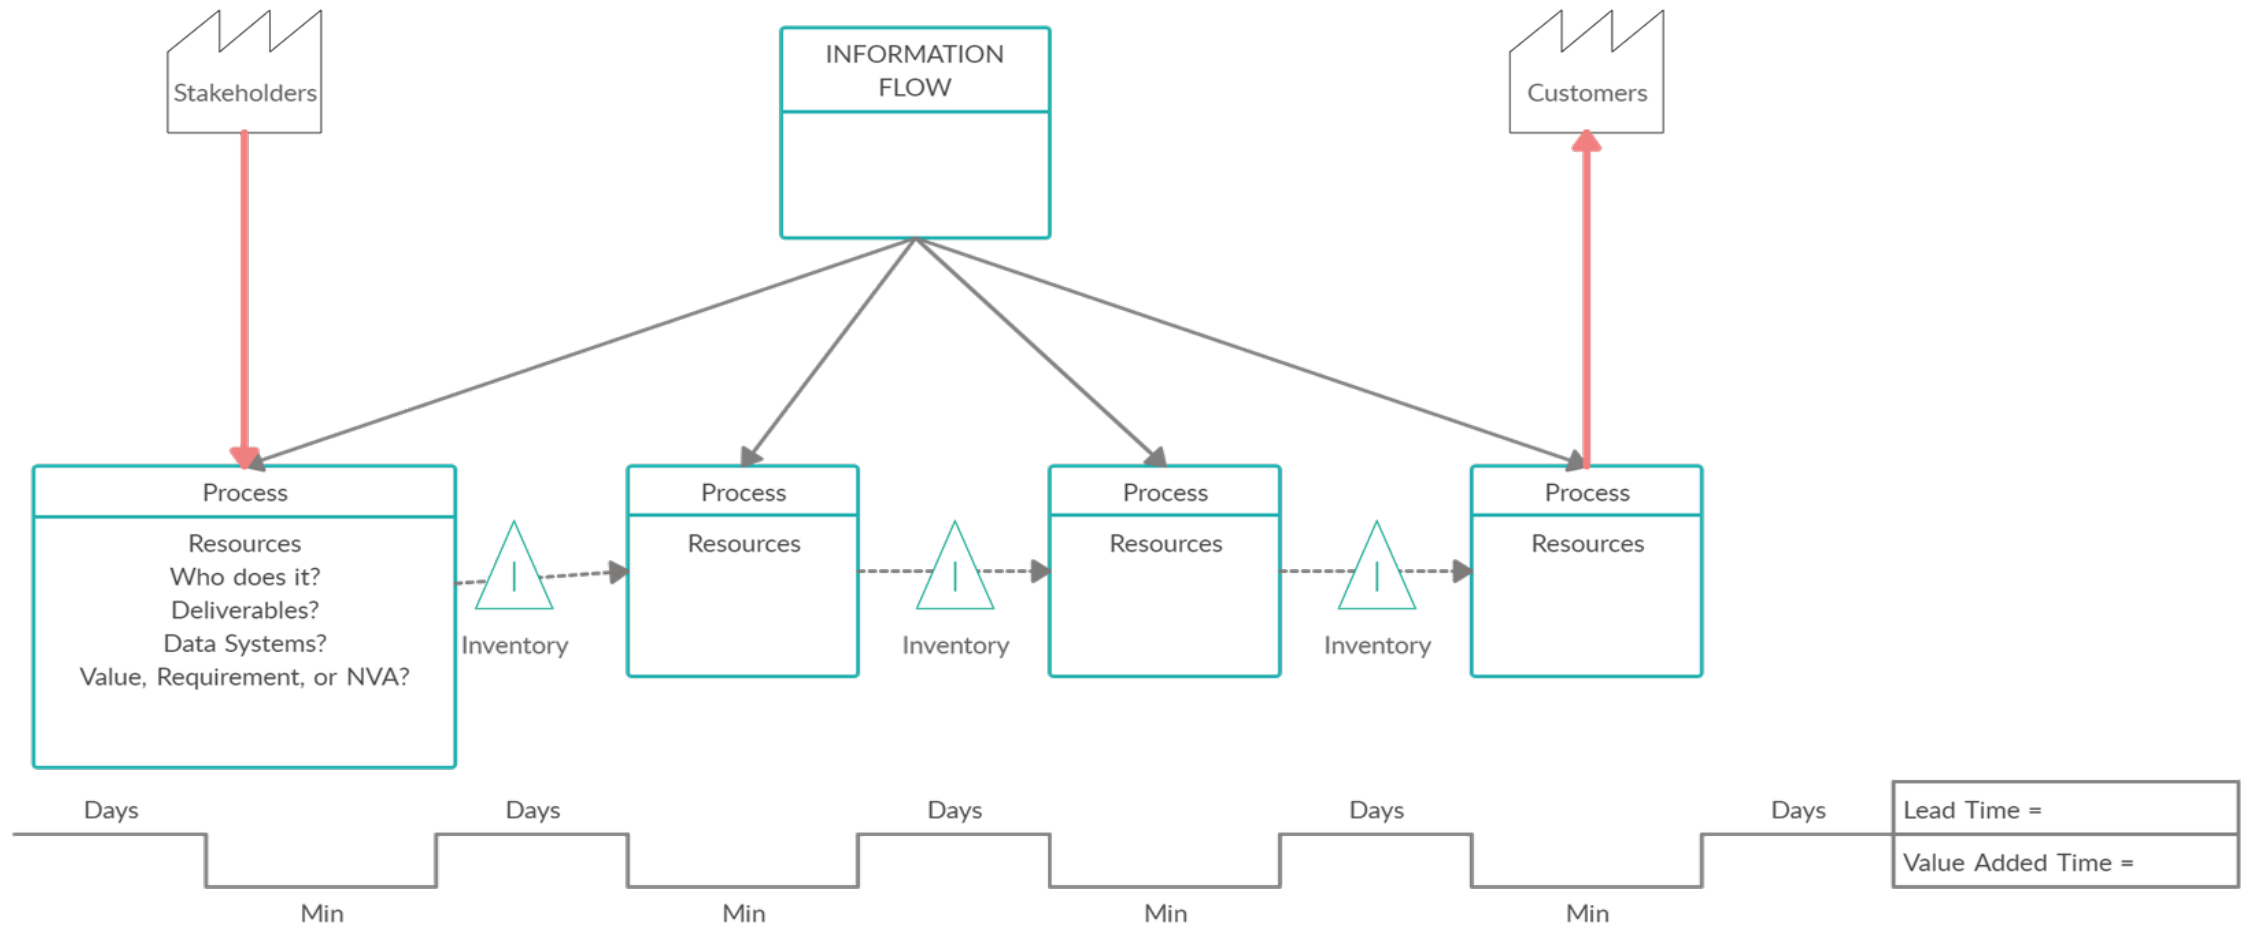 Stakeholders
INFORMATION
FLOW
Customers
Process
Resources
Who does it?
Deliverables?
Data Systems?
Value, Requirement, or NVA?
I
Inventory
Process
Resources
I
Inventory
Process
Resources
I
Inventory
Process
Resources
Days
Days
Days
Days
Days
Lead Time =
Value Added Time =
Min
Min
Min
Min